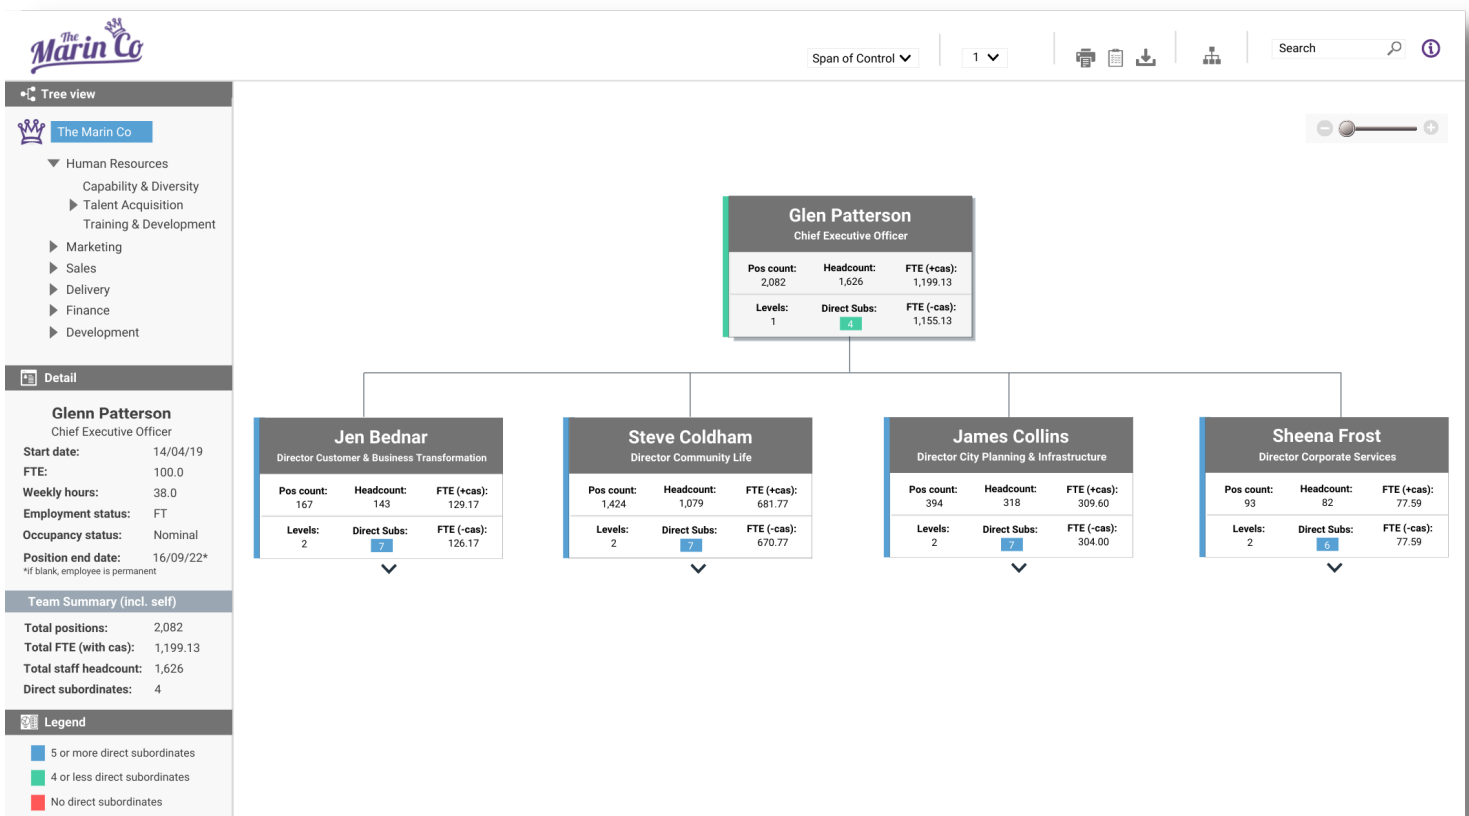 The
Marin Co
Span of Control
1
Search
Tree view
The Marin Co
Human Resources
Capability & Diversity
Talent Acquisition
Training & Development
Marketing
Sales
Delivery
Finance
Development
Detail
Glenn Patterson
Chief Executive Officer
Start date: 14/04/19
FTE: 100.0
Weekly hours: 38.0
Employment status: FT
Occupancy status: Nominal
Position end date: 16/09/22*
*if blank, employee is permanent
Team Summary (incl. self)
Total positions: 2,082
Total FTE (with cas): 1,199.13
Total staff headcount: 1,626
Direct subordinates: 4
Legend
5 or more direct subordinates
4 or less direct subordinates
No direct subordinates
Glen Patterson
Chief Executive Officer
Pos count: Headcount: FTE (+cas):
2,082 1,626 1,199.13
Levels: Direct Subs: FTE (-cas):
1 4 1,155.13
Jen Bednar
Director Customer & Business Transformation
Pos count: Headcount: FTE (+cas):
167 143 129.17
Levels: Direct Subs: FTE (-cas):
2 7 126.17
Steve Coldham
Director Community Life
Pos count: Headcount: FTE (+cas):
1,424 1,079 681.77
Levels: Direct Subs: FTE (-cas):
2 7 670.77
James Collins
Director City Planning & Infrastructure
Pos count: Headcount: FTE (+cas):
394 318 309.60
Levels: Direct Subs: FTE (-cas):
2 7 304.00
Sheena Frost
Director Corporate Services
Pos count: Headcount: FTE (+cas):
93 82 77.59
Levels: Direct Subs: FTE (-cas):
2 6 77.59